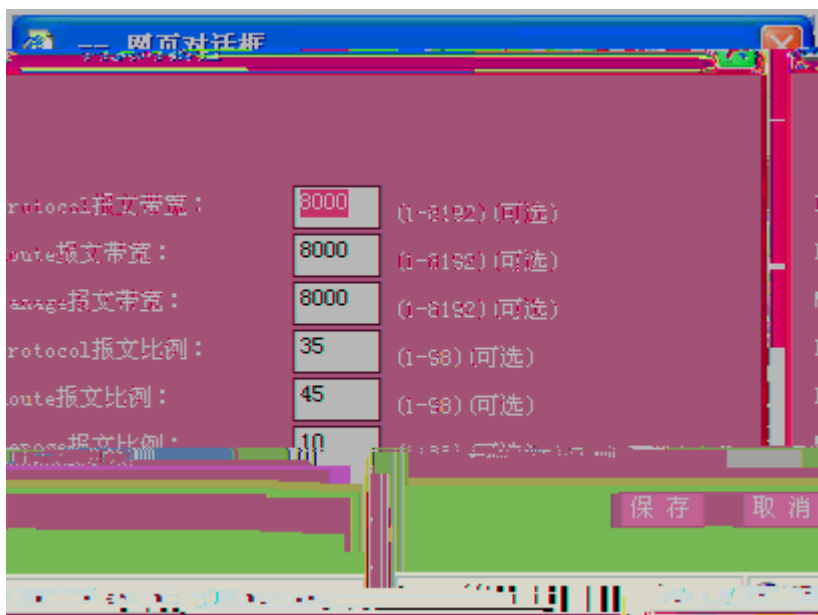 网页对话框
rotocol报文带宽： 8000 (1-8192)(可选)
oute报文带宽： 8000 (1-8192)(可选)
anage报文带宽： 8000 (1-8192)(可选)
rotocol报文比例： 35 (1-98)(可选)
oute报文比例： 45 (1-98)(可选)
报文比例： 10
保存 取消